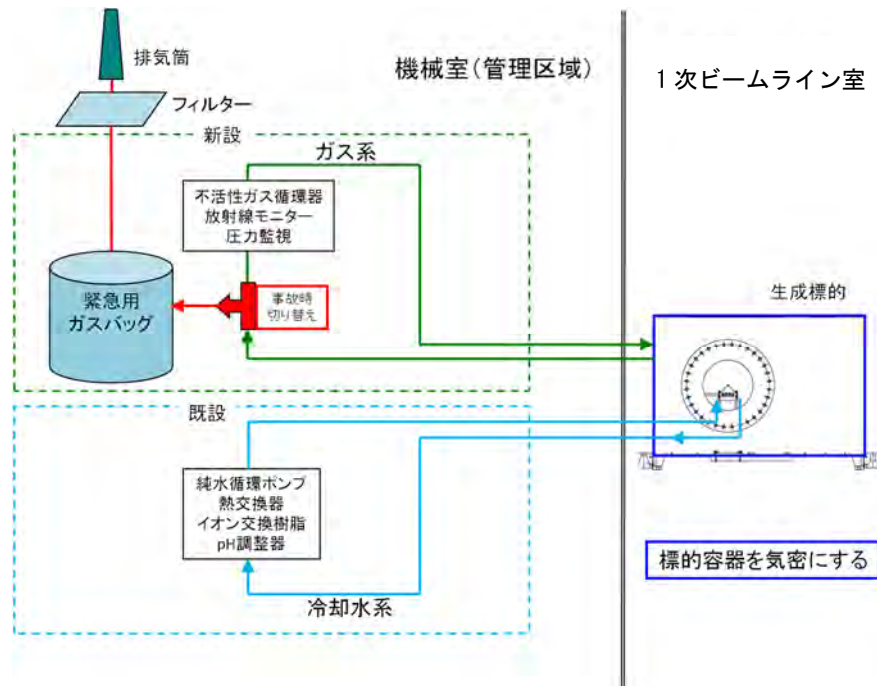 排気筒
機械室(管理区域)
1次ビームライン室
フィルター
新設
ガス系
不活性ガス循環器
放射線モニター
圧力監視
緊急用
ガスバッグ
事故時
切り替え
生成標的
既設
純水循環ポンプ
熱交換器
イオン交換樹脂
pH調整器
標的容器を気密にする
冷却水系